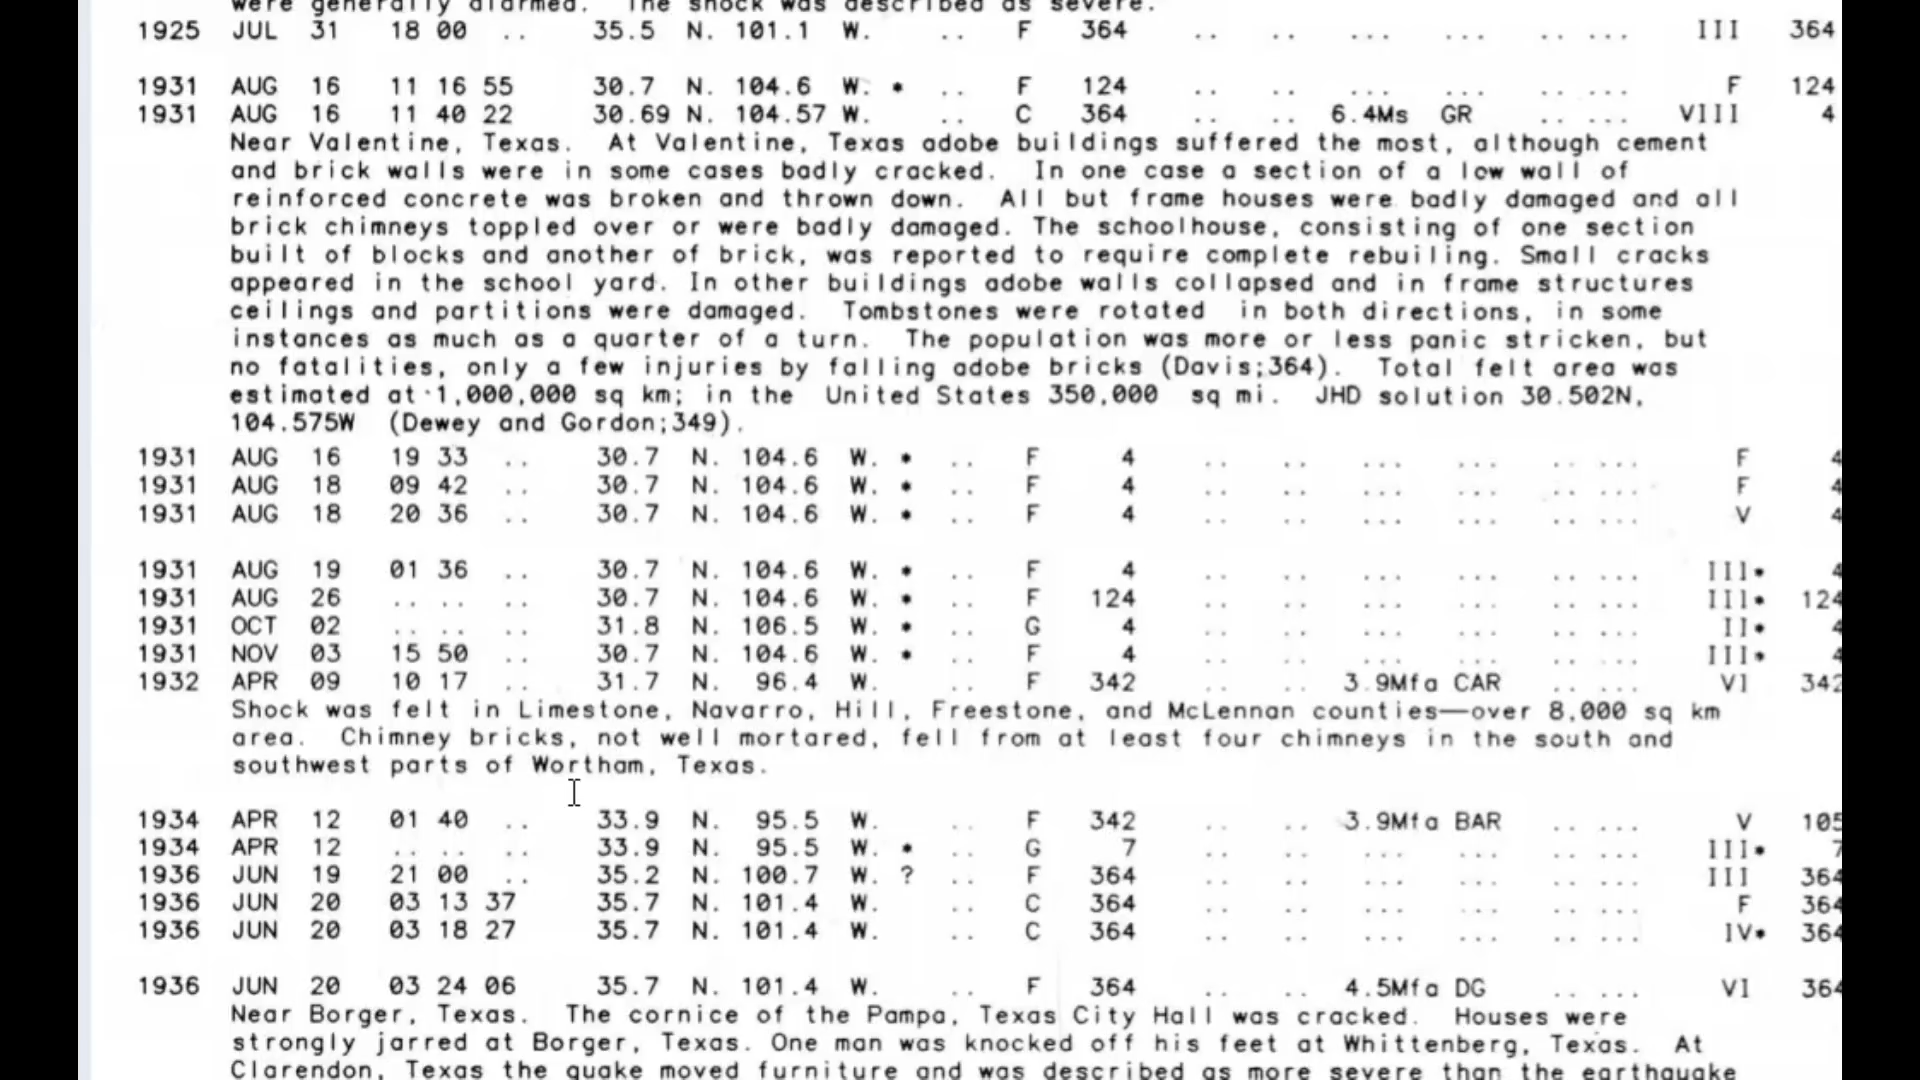 were generally alarmed. The shock was described as severe.
1925 JUL 31 18 00 .. 35.5 N. 101.1 W. .. F 364 .. .. ... ... .. ... III 364
1931 AUG 16 11 16 55 30.7 N. 104.6 W. * .. F 124 .. .. ... ... .. ... F 124
1931 AUG 16 11 40 22 30.69 N. 104.57 W. .. C 364 .. .. 6.4Ms GR .. ... VIII 4
Near Valentine, Texas. At Valentine, Texas adobe buildings suffered the most, although cement
and brick walls were in some cases badly cracked. In one case a section of a low wall of
reinforced concrete was broken and thrown down. All but frame houses were badly damaged and all
brick chimneys toppled over or were badly damaged. The schoolhouse, consisting of one section
built of blocks and another of brick, was reported to require complete rebuiling. Small cracks
appeared in the school yard. In other buildings adobe walls collapsed and in frame structures
ceilings and partitions were damaged. Tombstones were rotated in both directions, in some
instances as much as a quarter of a turn. The population was more or less panic stricken, but
no fatalities, only a few injuries by falling adobe bricks (Davis;364). Total felt area was
estimated at 1,000,000 sq km; in the United States 350,000 sq mi. JHD solution 30.502N,
104.575W (Dewey and Gordon;349).
1931 AUG 16 19 33 .. 30.7 N. 104.6 W. * .. F 4 .. .. ... ... .. ... F 4
1931 AUG 18 09 42 .. 30.7 N. 104.6 W. * .. F 4 .. .. ... ... .. ... F 4
1931 AUG 18 20 36 .. 30.7 N. 104.6 W. * .. F 4 .. .. ... ... .. ... V 4
1931 AUG 19 01 36 .. 30.7 N. 104.6 W. * .. F 4 .. .. ... ... .. ... III* 4
1931 AUG 26 .. .. .. 30.7 N. 104.6 W. * .. F 124 .. .. ... ... .. ... III* 124
1931 OCT 02 .. .. .. 31.8 N. 106.5 W. * .. G 4 .. .. ... ... .. ... II* 4
1931 NOV 03 15 50 .. 30.7 N. 104.6 W. * .. F 4 .. .. ... ... .. ... III* 4
1932 APR 09 10 17 .. 31.7 N. 96.4 W. .. F 342 .. .. 3.9Mfa CAR .. ... VI 342
Shock was felt in Limestone, Navarro, Hill, Freestone, and McLennan counties—over 8,000 sq km
area. Chimney bricks, not well mortared, fell from at least four chimneys in the south and
southwest parts of Wortham, Texas.
1934 APR 12 01 40 .. 33.9 N. 95.5 W. .. F 342 .. .. 3.9Mfa BAR .. ... V 105
1934 APR 12 .. .. .. 33.9 N. 95.5 W. * .. G 7 .. .. ... ... .. ... III* 7
1936 JUN 19 21 00 .. 35.2 N. 100.7 W. ? .. F 364 .. .. ... ... .. ... III 364
1936 JUN 20 03 13 37 35.7 N. 101.4 W. .. C 364 .. .. ... ... .. ... F 364
1936 JUN 20 03 18 27 35.7 N. 101.4 W. .. C 364 .. .. ... ... .. ... IV* 364
1936 JUN 20 03 24 06 35.7 N. 101.4 W. .. F 364 .. .. 4.5Mfa DG .. ... VI 364
Near Borger, Texas. The cornice of the Pampa, Texas City Hall was cracked. Houses were
strongly jarred at Borger, Texas. One man was knocked off his feet at Whittenberg, Texas. At
Clarendon, Texas the quake moved furniture and was described as more severe than the earthquake